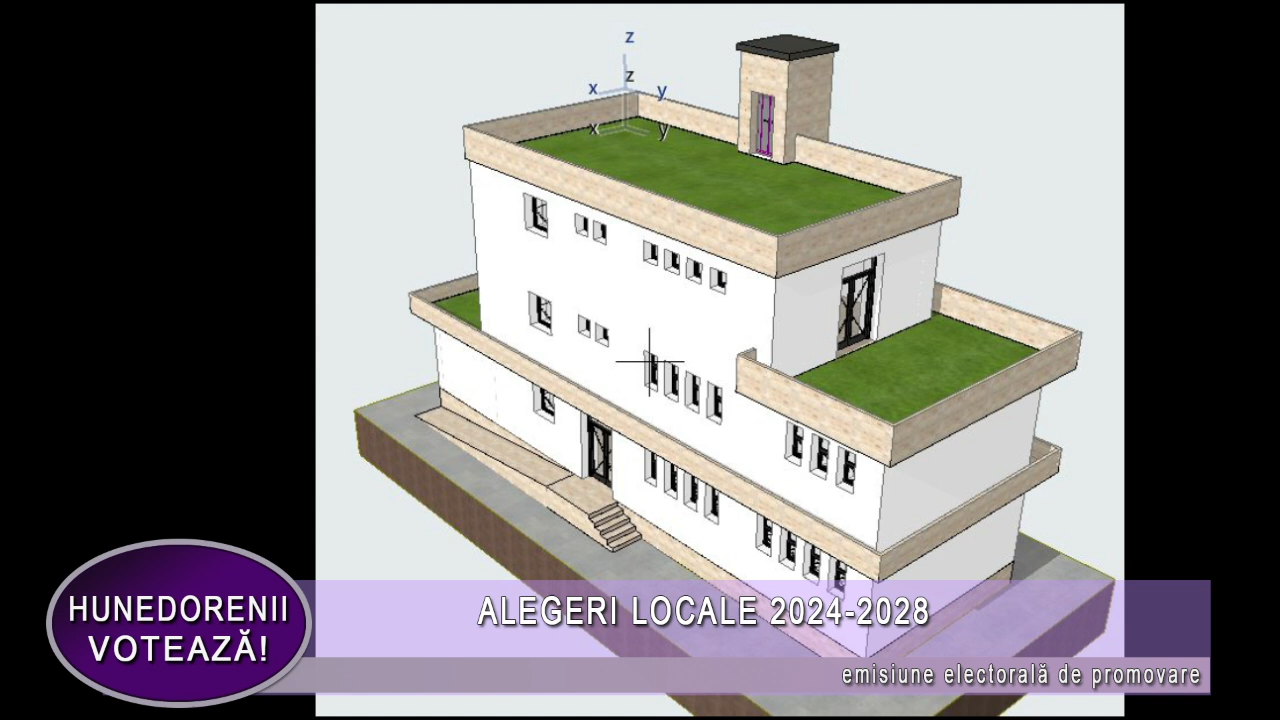 z
z
x
y
x
y
HUNEDORENII
VOTEAZĂ!
ALEGERI LOCALE 2024-2028
emisiune electorală de promovare